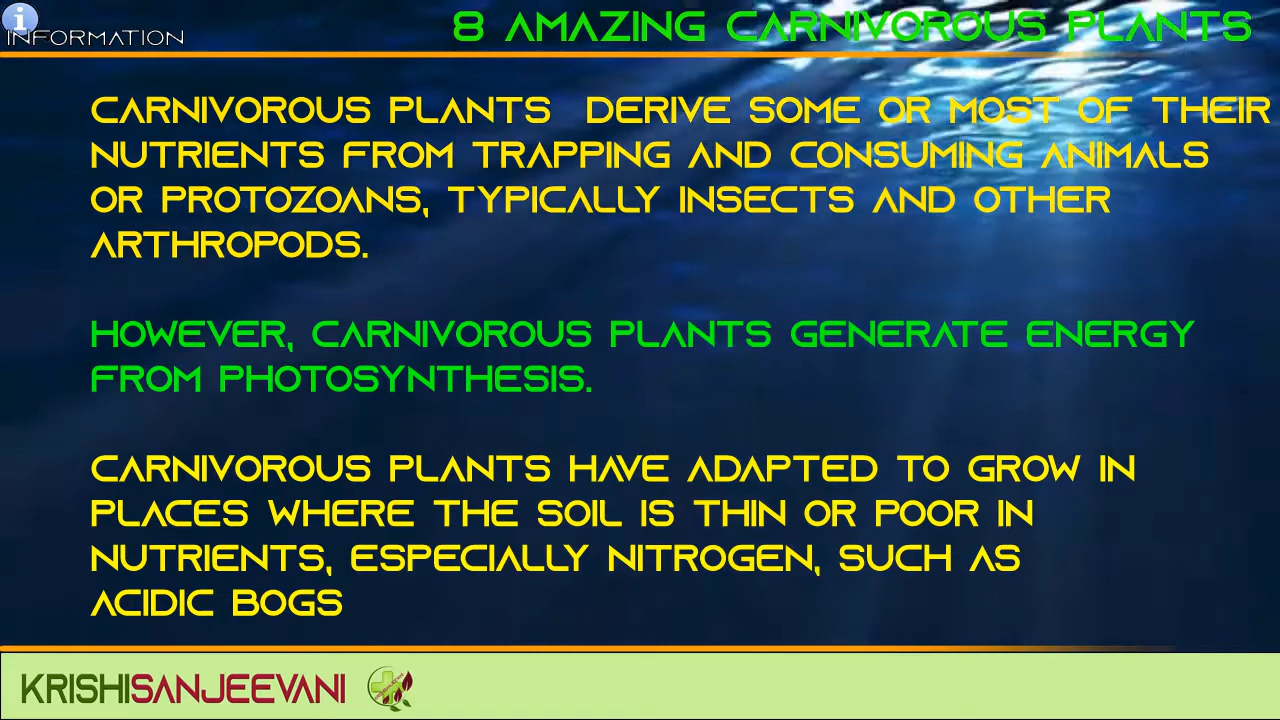 INFORMATION
8 AMAZING CARNIVOROUS PLANTS
CARNIVOROUS PLANTS DERIVE SOME OR MOST OF THEIR
NUTRIENTS FROM TRAPPING AND CONSUMING ANIMALS
OR PROTOZOANS, TYPICALLY INSECTS AND OTHER
ARTHROPODS.
HOWEVER, CARNIVOROUS PLANTS GENERATE ENERGY
FROM PHOTOSYNTHESIS.
CARNIVOROUS PLANTS HAVE ADAPTED TO GROW IN
PLACES WHERE THE SOIL IS THIN OR POOR IN
NUTRIENTS, ESPECIALLY NITROGEN, SUCH AS
ACIDIC BOGS
KRISHISANJEEVANI